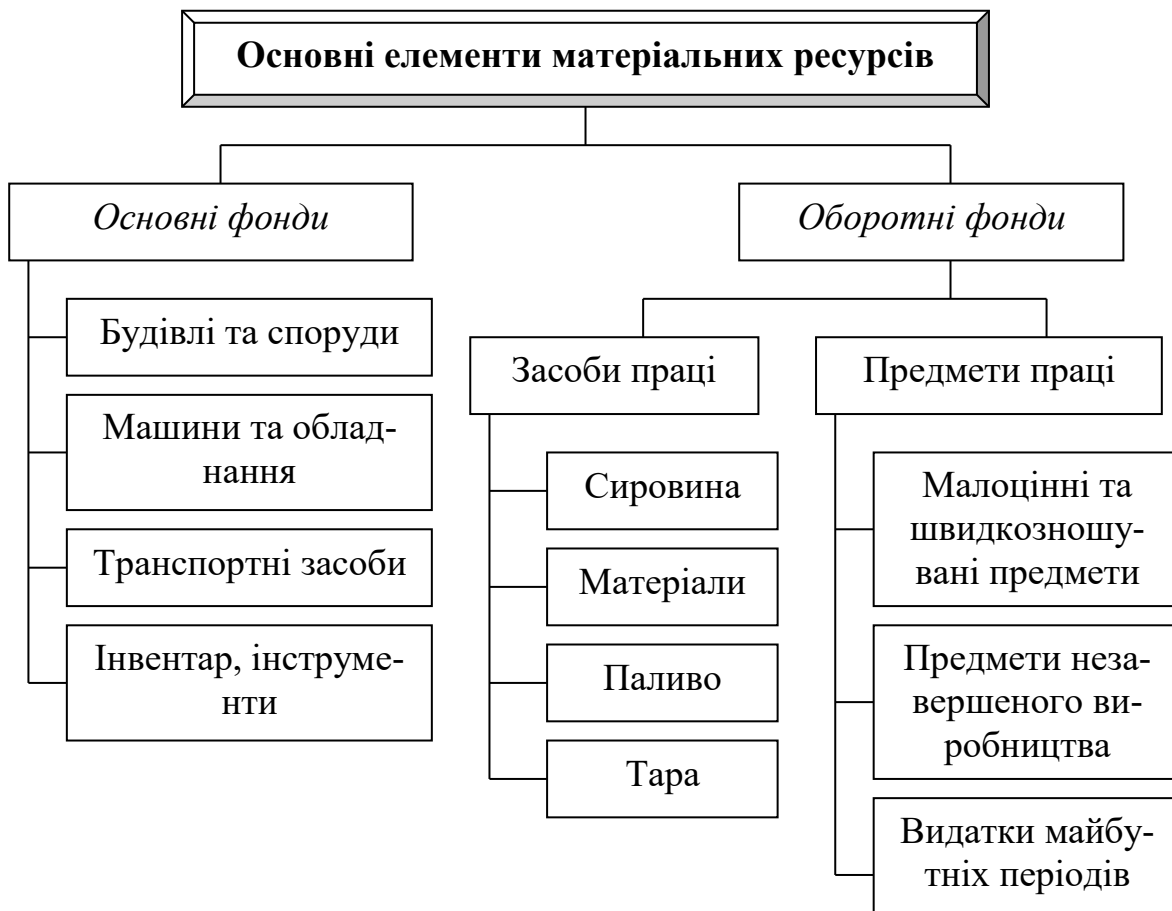 Основні елементи матеріальних ресурсів
Основні фонди
Оборотні фонди
Будівлі та споруди
Машини та облад-
нання
Транспортні засоби
Інвентар, інструме-
нти
Засоби праці
Предмети праці
Сировина
Матеріали
Паливо
Тара
Малоцінні та
швидкозношу-
вані предмети
Предмети неза-
вершеного ви-
робництва
Видатки майбу-
тніх періодів